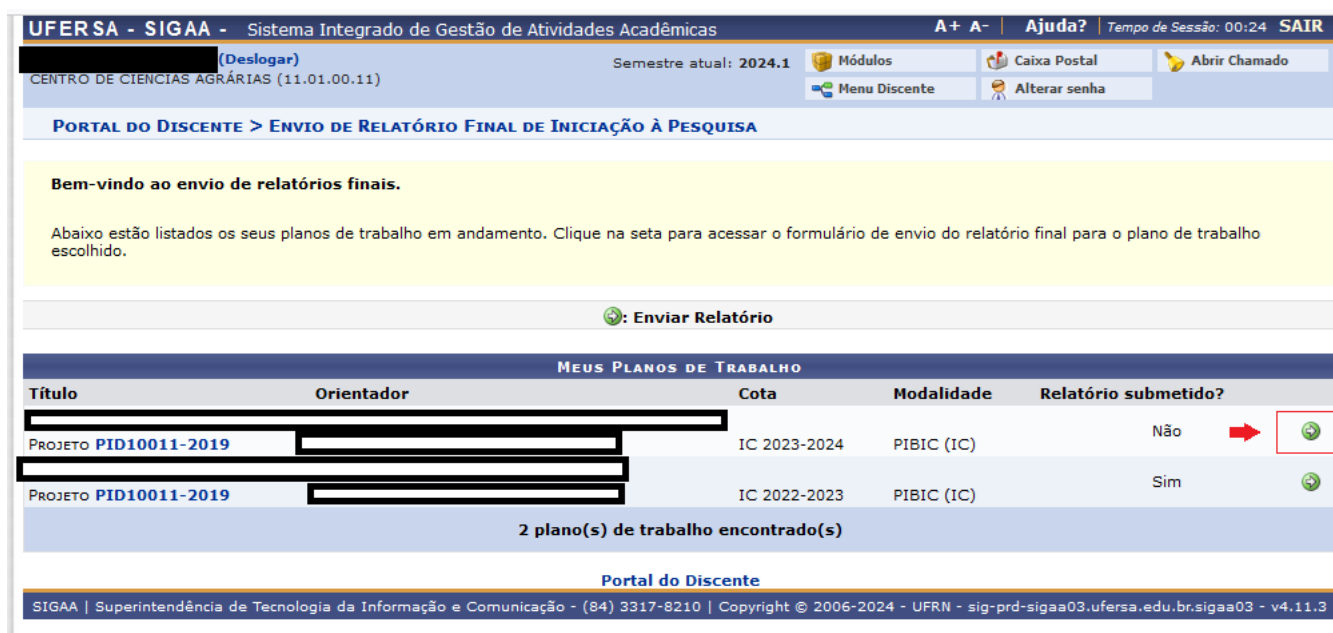 UFERSA - SIGAA - Sistema Integrado de Gestão de Atividades Acadêmicas A+ A- | Ajuda? | Tempo de Sessão: 00:24 SAIR
(Deslogar) Semestre atual: 2024.1 Módulos Caixa Postal Abrir Chamado
CENTRO DE CIÊNCIAS AGRÁRIAS (11.01.00.11)
Menu Discente Alterar senha
PORTAL DO DISCENTE > ENVIO DE RELATÓRIO FINAL DE INICIAÇÃO À PESQUISA
Bem-vindo ao envio de relatórios finais.
Abaixo estão listados os seus planos de trabalho em andamento. Clique na seta para acessar o formulário de envio do relatório final para o plano de trabalho
escolhido.
: Enviar Relatório
MEUS PLANOS DE TRABALHO
Título Orientador Cota Modalidade Relatório submetido?
Não
PROJETO PID10011-2019 IC 2023-2024 PIBIC (IC)
Sim
PROJETO PID10011-2019 IC 2022-2023 PIBIC (IC)
2 plano(s) de trabalho encontrado(s)
Portal do Discente
SIGAA | Superintendência de Tecnologia da Informação e Comunicação - (84) 3317-8210 | Copyright © 2006-2024 - UFRN - sig-prd-sigaa03.ufersa.edu.br.sigaa03 - v4.11.3